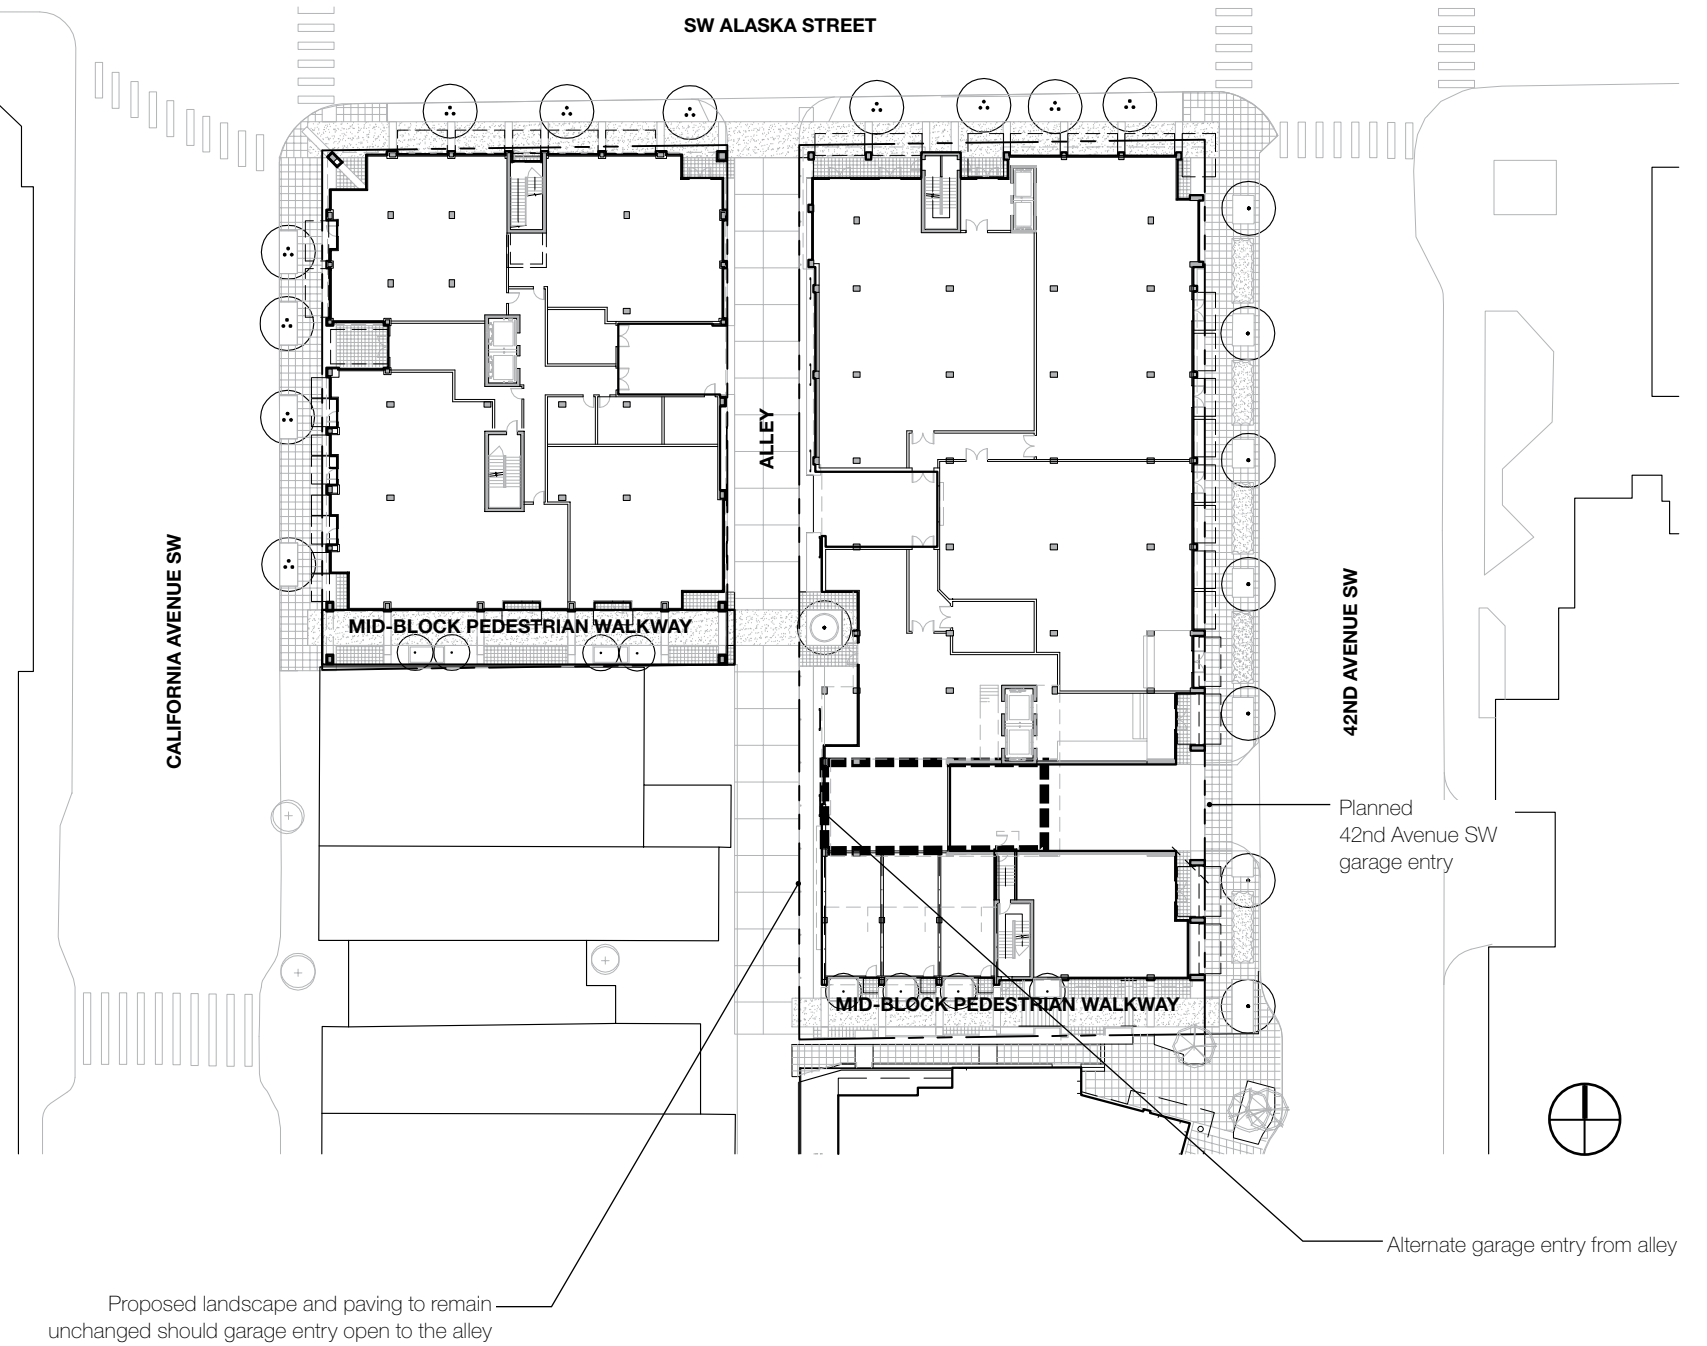 SW ALASKA STREET
ALLEY
CALIFORNIA AVENUE SW
42ND AVENUE SW
MID-BLOCK PEDESTRIAN WALKWAY
Planned
42nd Avenue SW
garage entry
MID-BLOCK PEDESTRIAN WALKWAY
Alternate garage entry from alley
Proposed landscape and paving to remain
unchanged should garage entry open to the alley